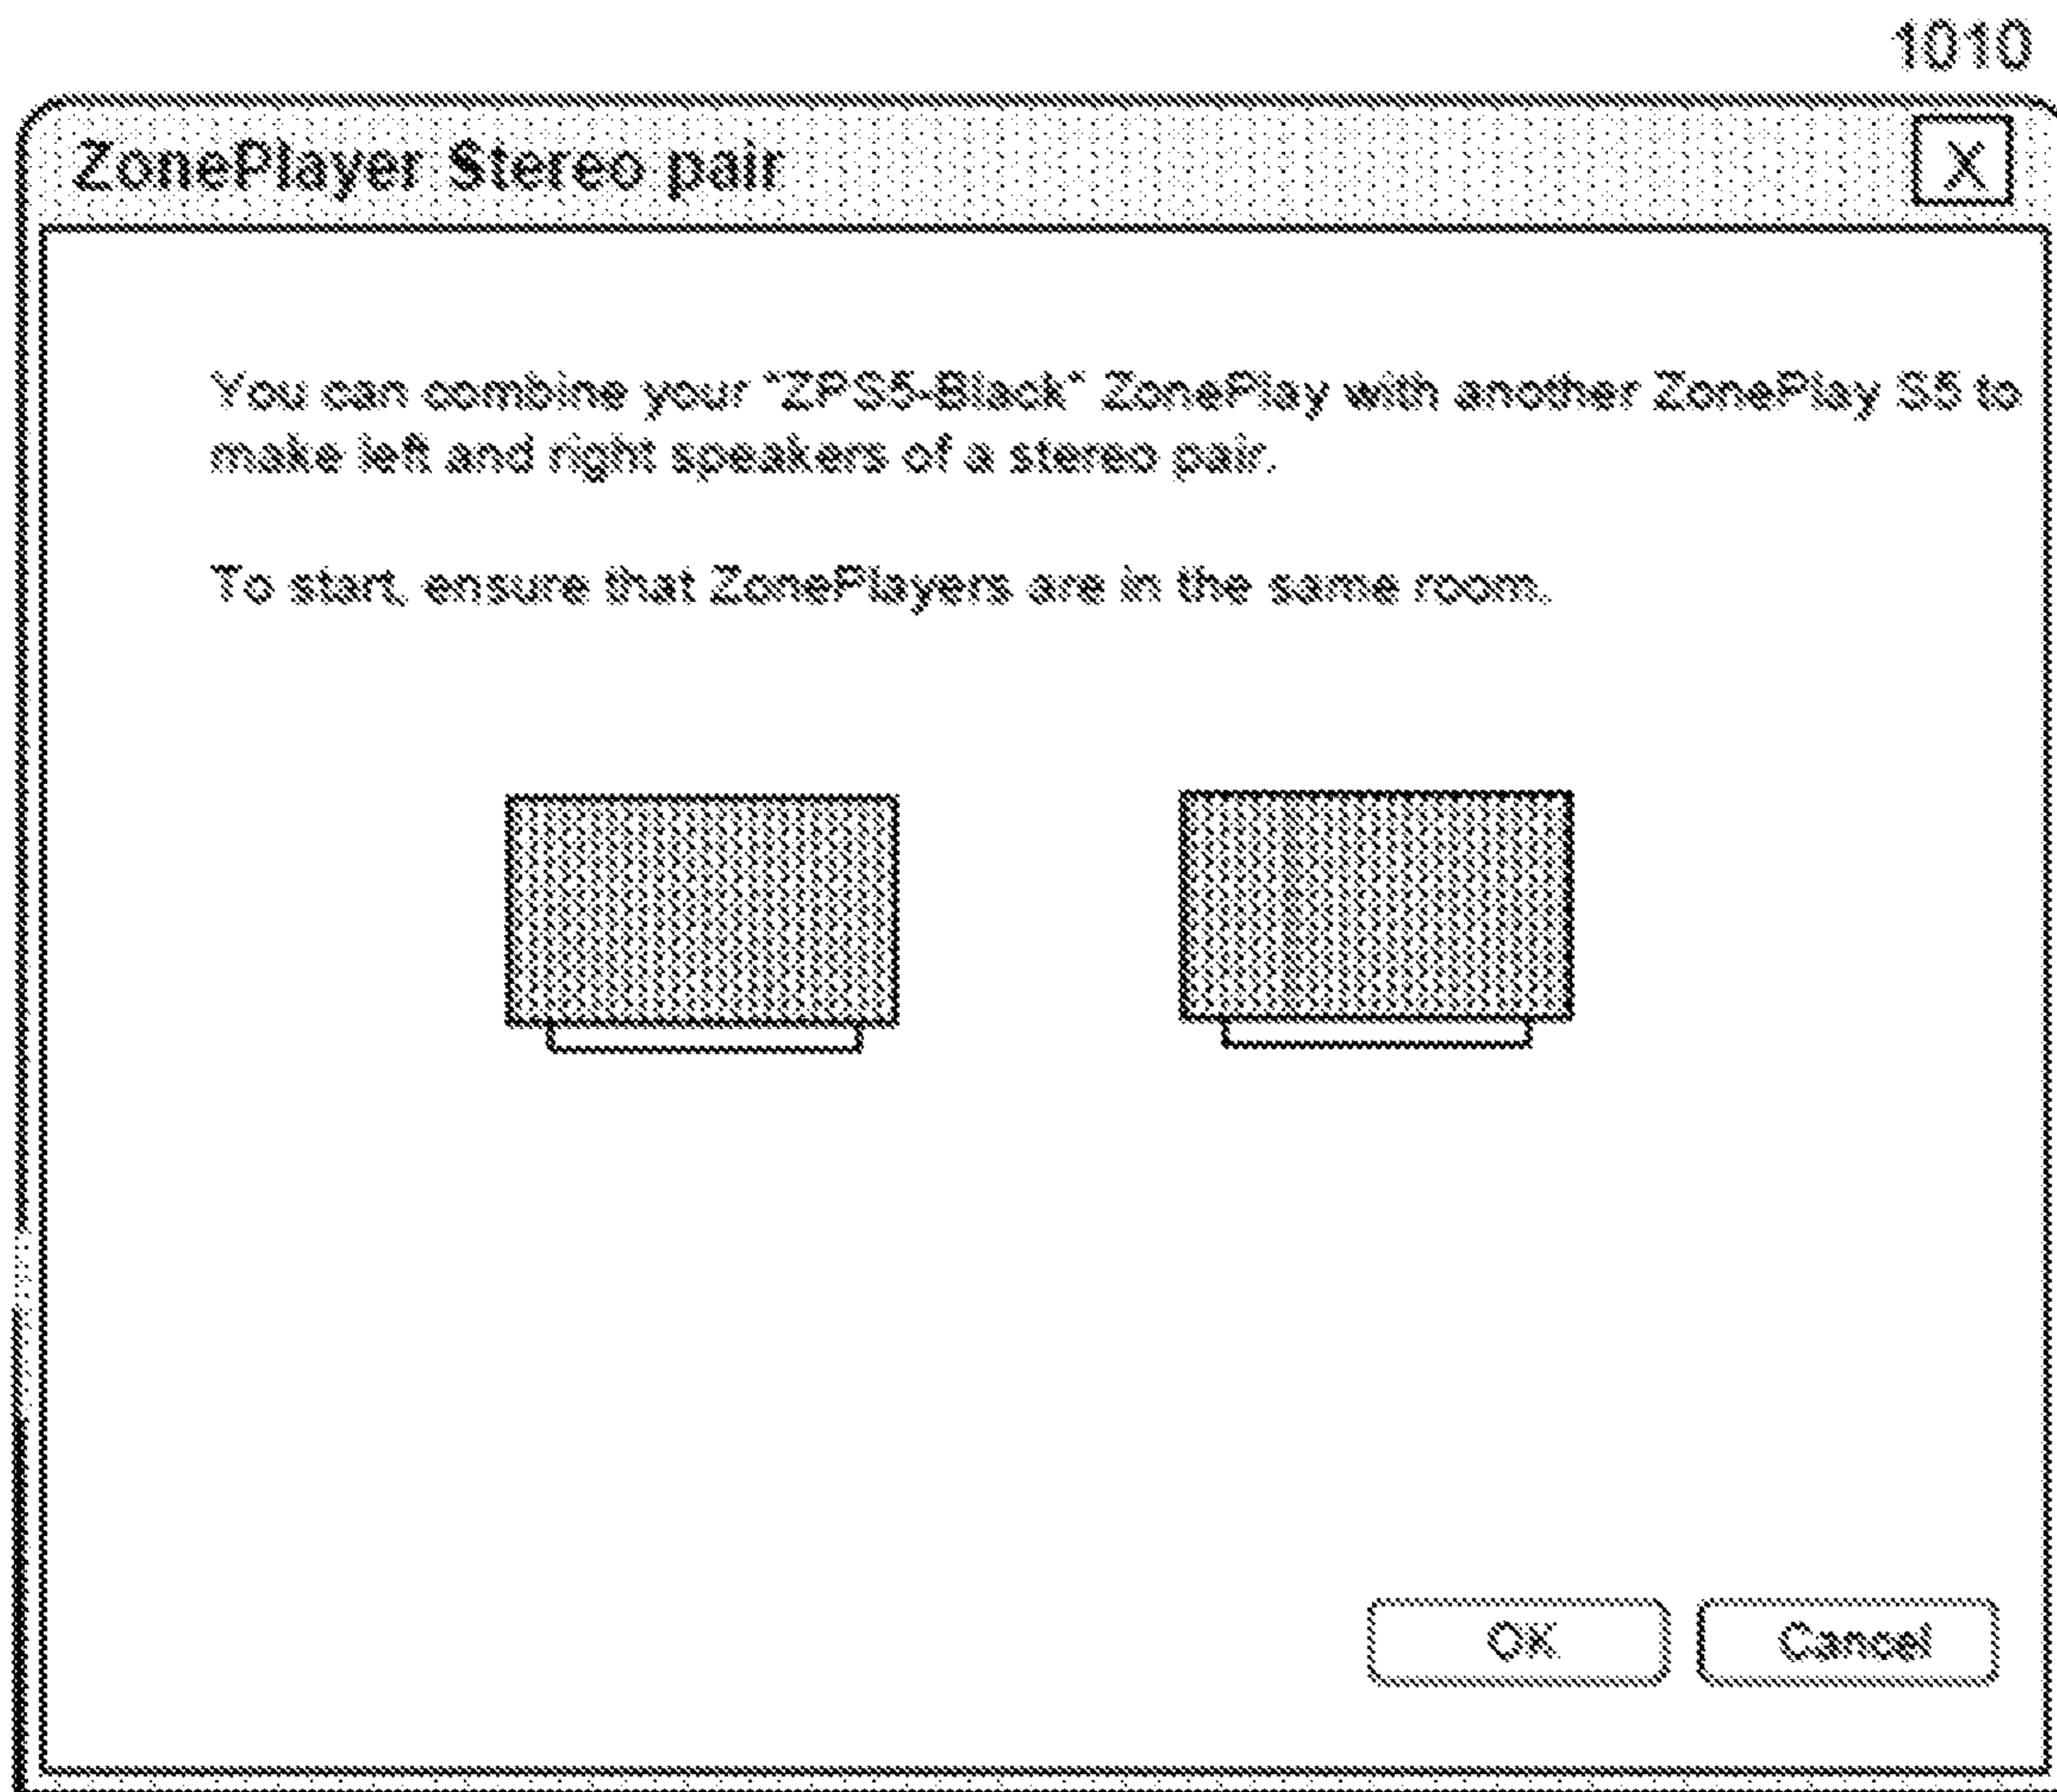 1010
ZonePlayer Stereo pair
X
You can combine your "ZPS5-Black" ZonePlay with another ZonePlay S5 to
make left and right speakers of a stereo pair.
To start, ensure that ZonePlayers are in the same room.
OK
Cancel